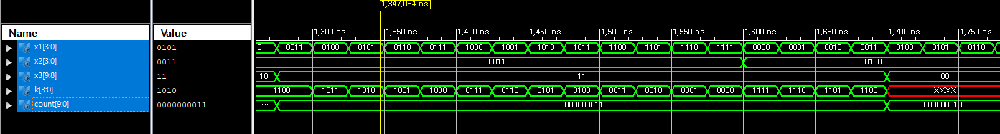 1,347.084 ns
Name Value
1,300 ns 1,350 ns 1,400 ns 1,450 ns 1,500 ns 1,550 ns 1,600 ns 1,650 ns 1,700 ns 1,750 ns
x1[3:0] 0101 0··· 0011 0100 0101 0110 0111 1000 1001 1010 1011 1100 1101 1110 1111 0000 0001 0010 0011 0100 0101 0110
x2[3:0] 0011 0011 0100
x3[9:8] 11 10 11 00
k[3:0] 1010 1100 1011 1010 1001 1000 0111 0110 0101 0100 0011 0010 0001 0000 1111 1110 1101 1100 XXXX
count[9:0] 0000000011 0··· 0000000011 0000000100